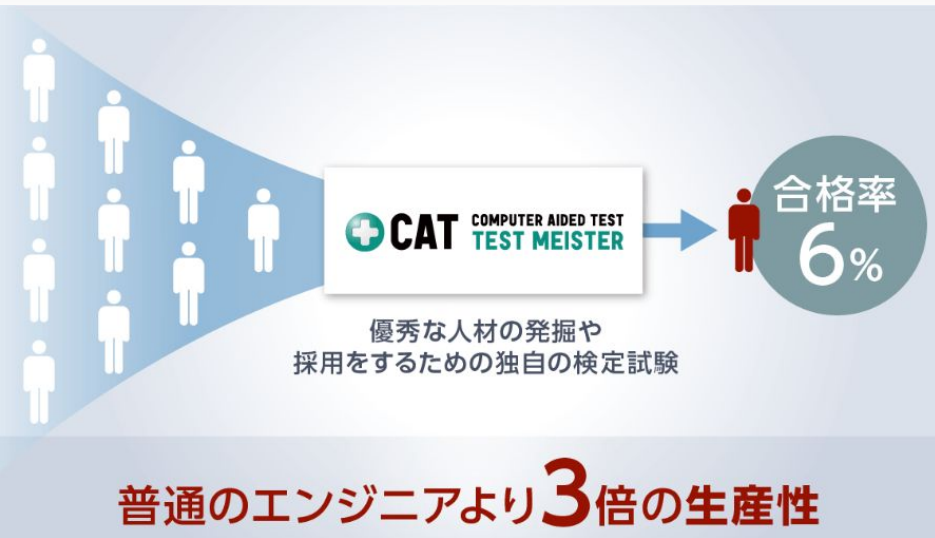 CAT COMPUTER AIDED TEST
TEST MEISTER
合格率
6%
優秀な人材の発掘や
採用をするための独自の検定試験
普通のエンジニアより3倍の生産性